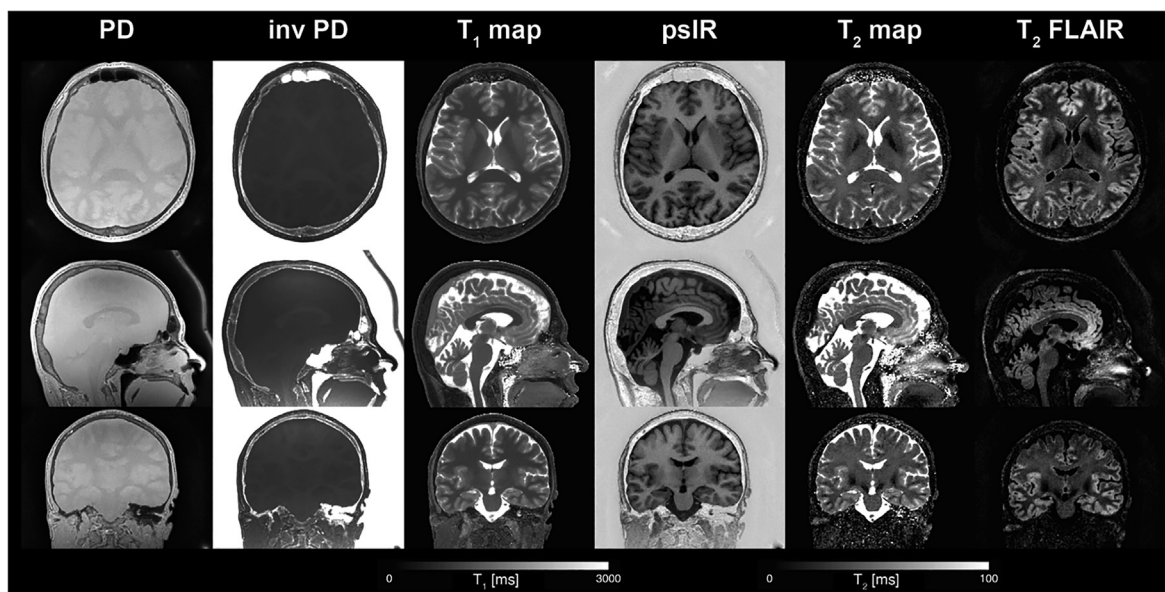 PD inv PD T₁ map psIR T₂ map T₂ FLAIR
0 T₁ [ms] 3000 0 T₂ [ms] 100